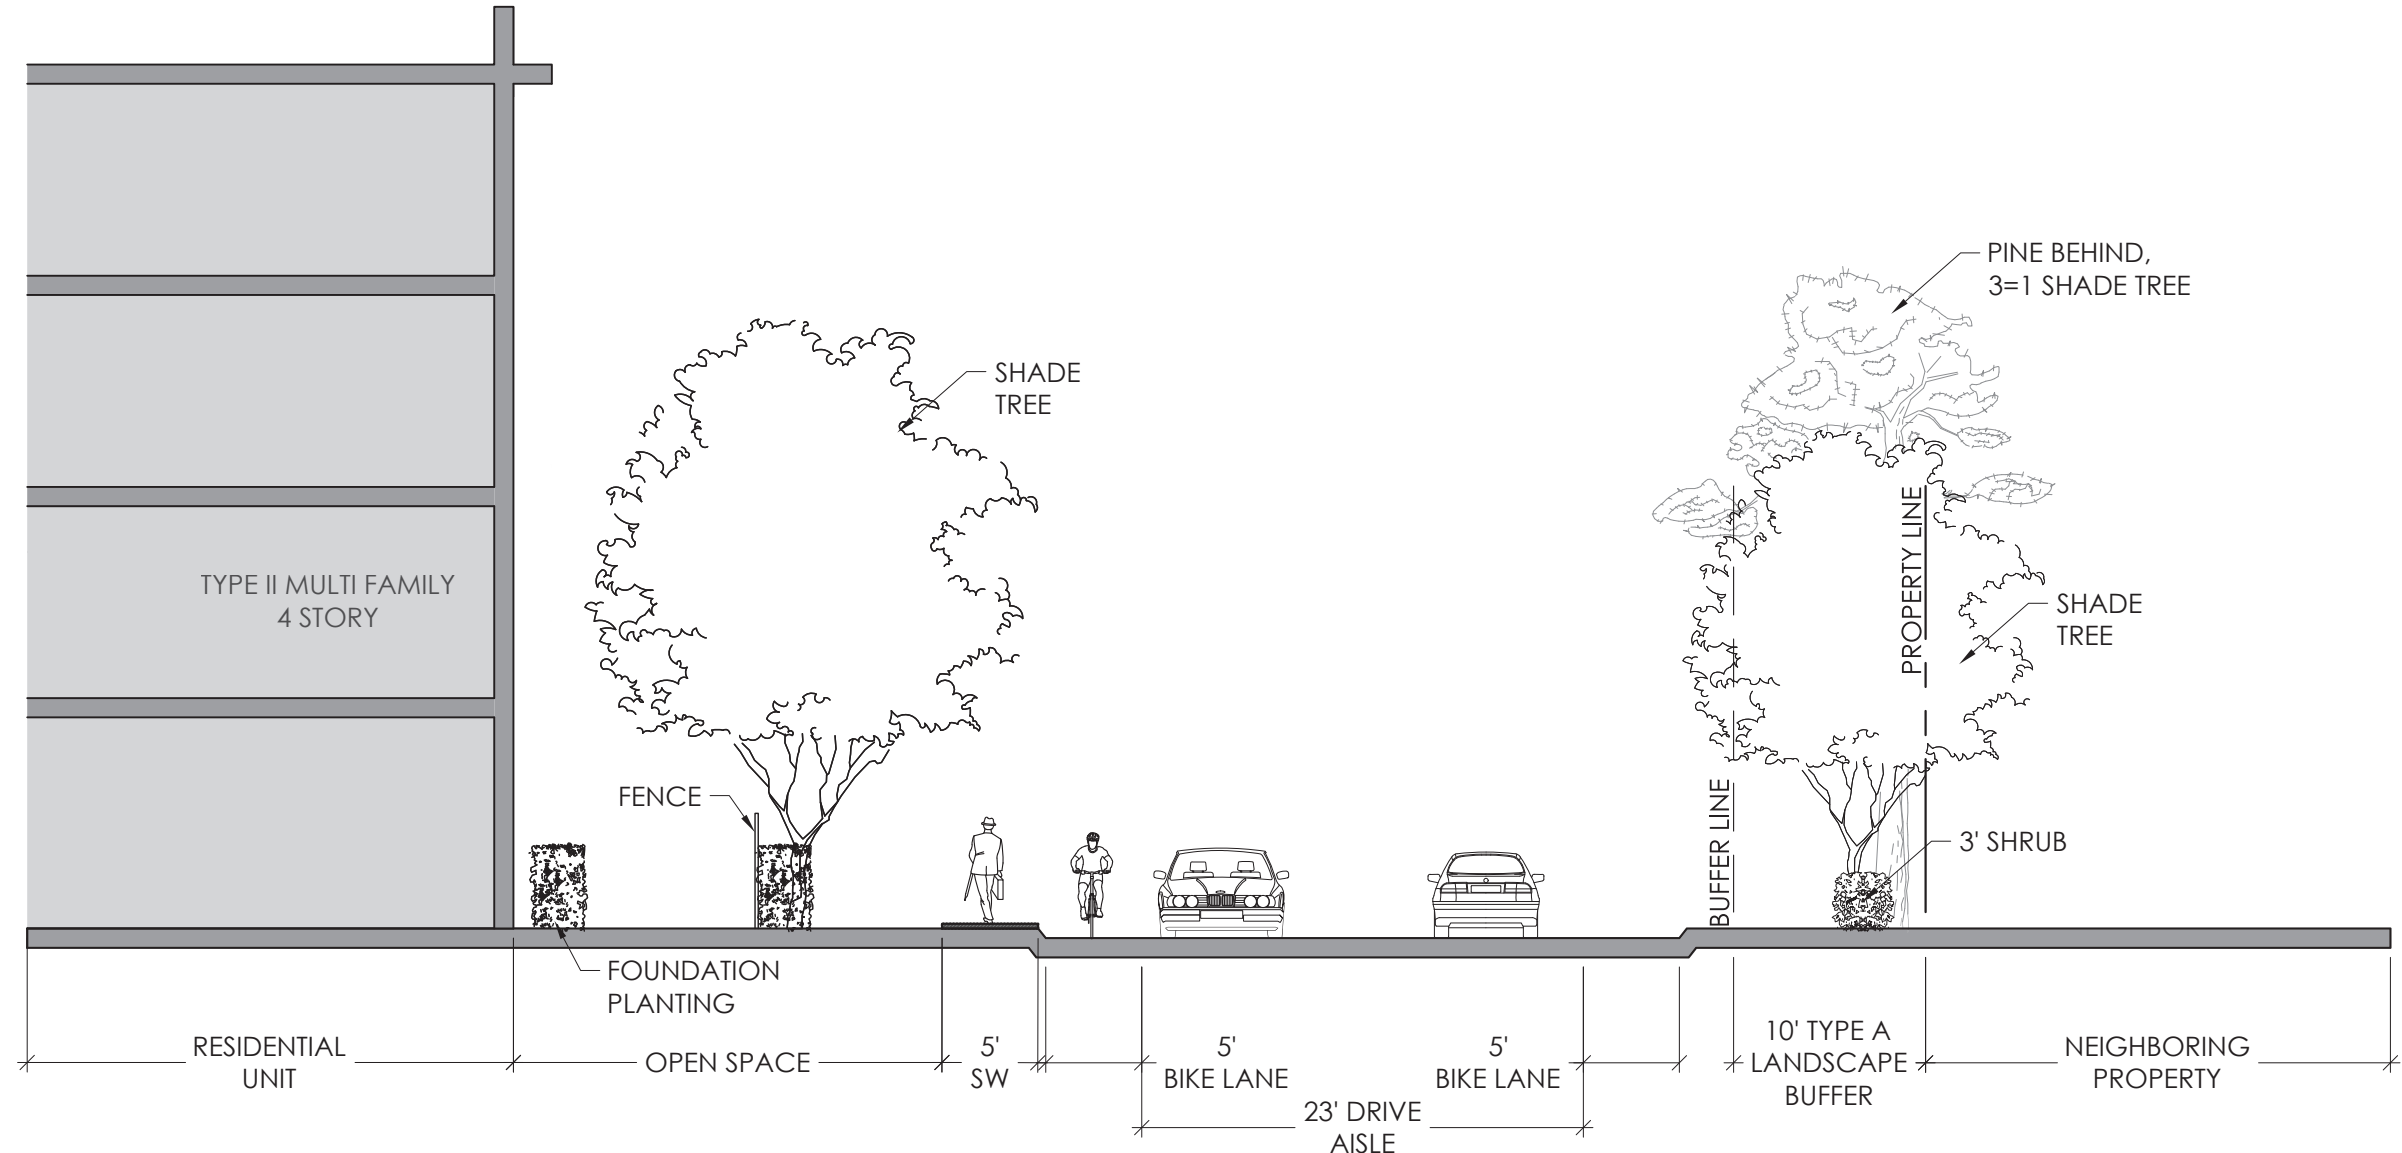 PINE BEHIND,
3=1 SHADE TREE
SHADE
TREE
PROPERTY LINE
TYPE II MULTI FAMILY
4 STORY
SHADE
TREE
FENCE
BUFFER LINE
3' SHRUB
FOUNDATION
PLANTING
RESIDENTIAL
UNIT
OPEN SPACE
5'
SW
5'
BIKE LANE
5'
BIKE LANE
10' TYPE A
LANDSCAPE
BUFFER
NEIGHBORING
PROPERTY
23' DRIVE
AISLE